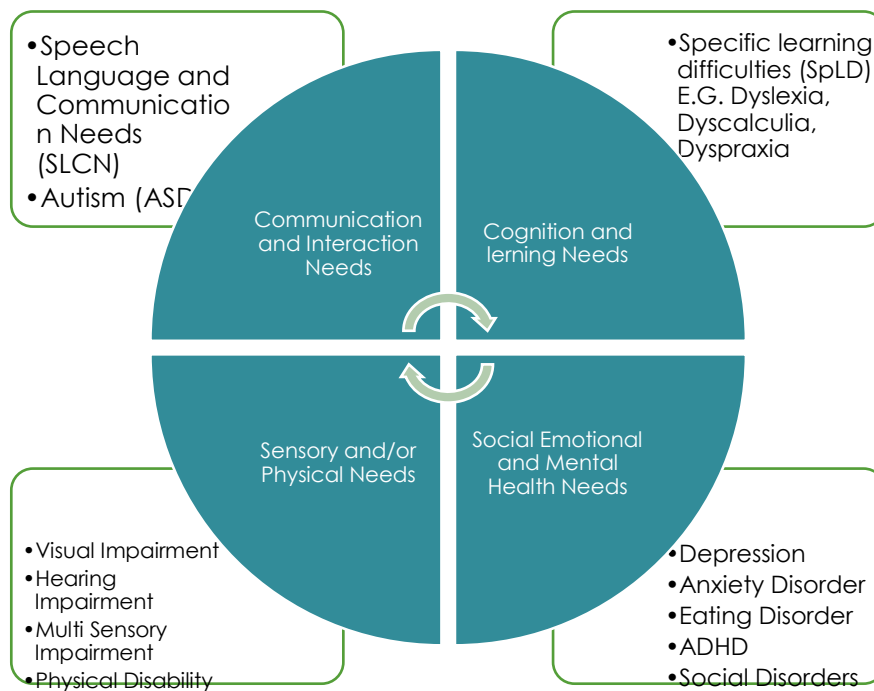 •Speech
Language and
Communicatio
n Needs
(SLCN)
•Autism (ASD
•Specific learning
difficulties (SpLD)
E.G. Dyslexia,
Dyscalculia,
Dyspraxia
Communication
and Interaction
Needs
Cognition and
lerning Needs
Sensory and/or
Physical Needs
Social Emotional
and Mental
Health Needs
•Visual Impairment
•Hearing
Impairment
•Multi Sensory
Impairment
•Physical Disability
•Depression
•Anxiety Disorder
•Eating Disorder
•ADHD
•Social Disorders